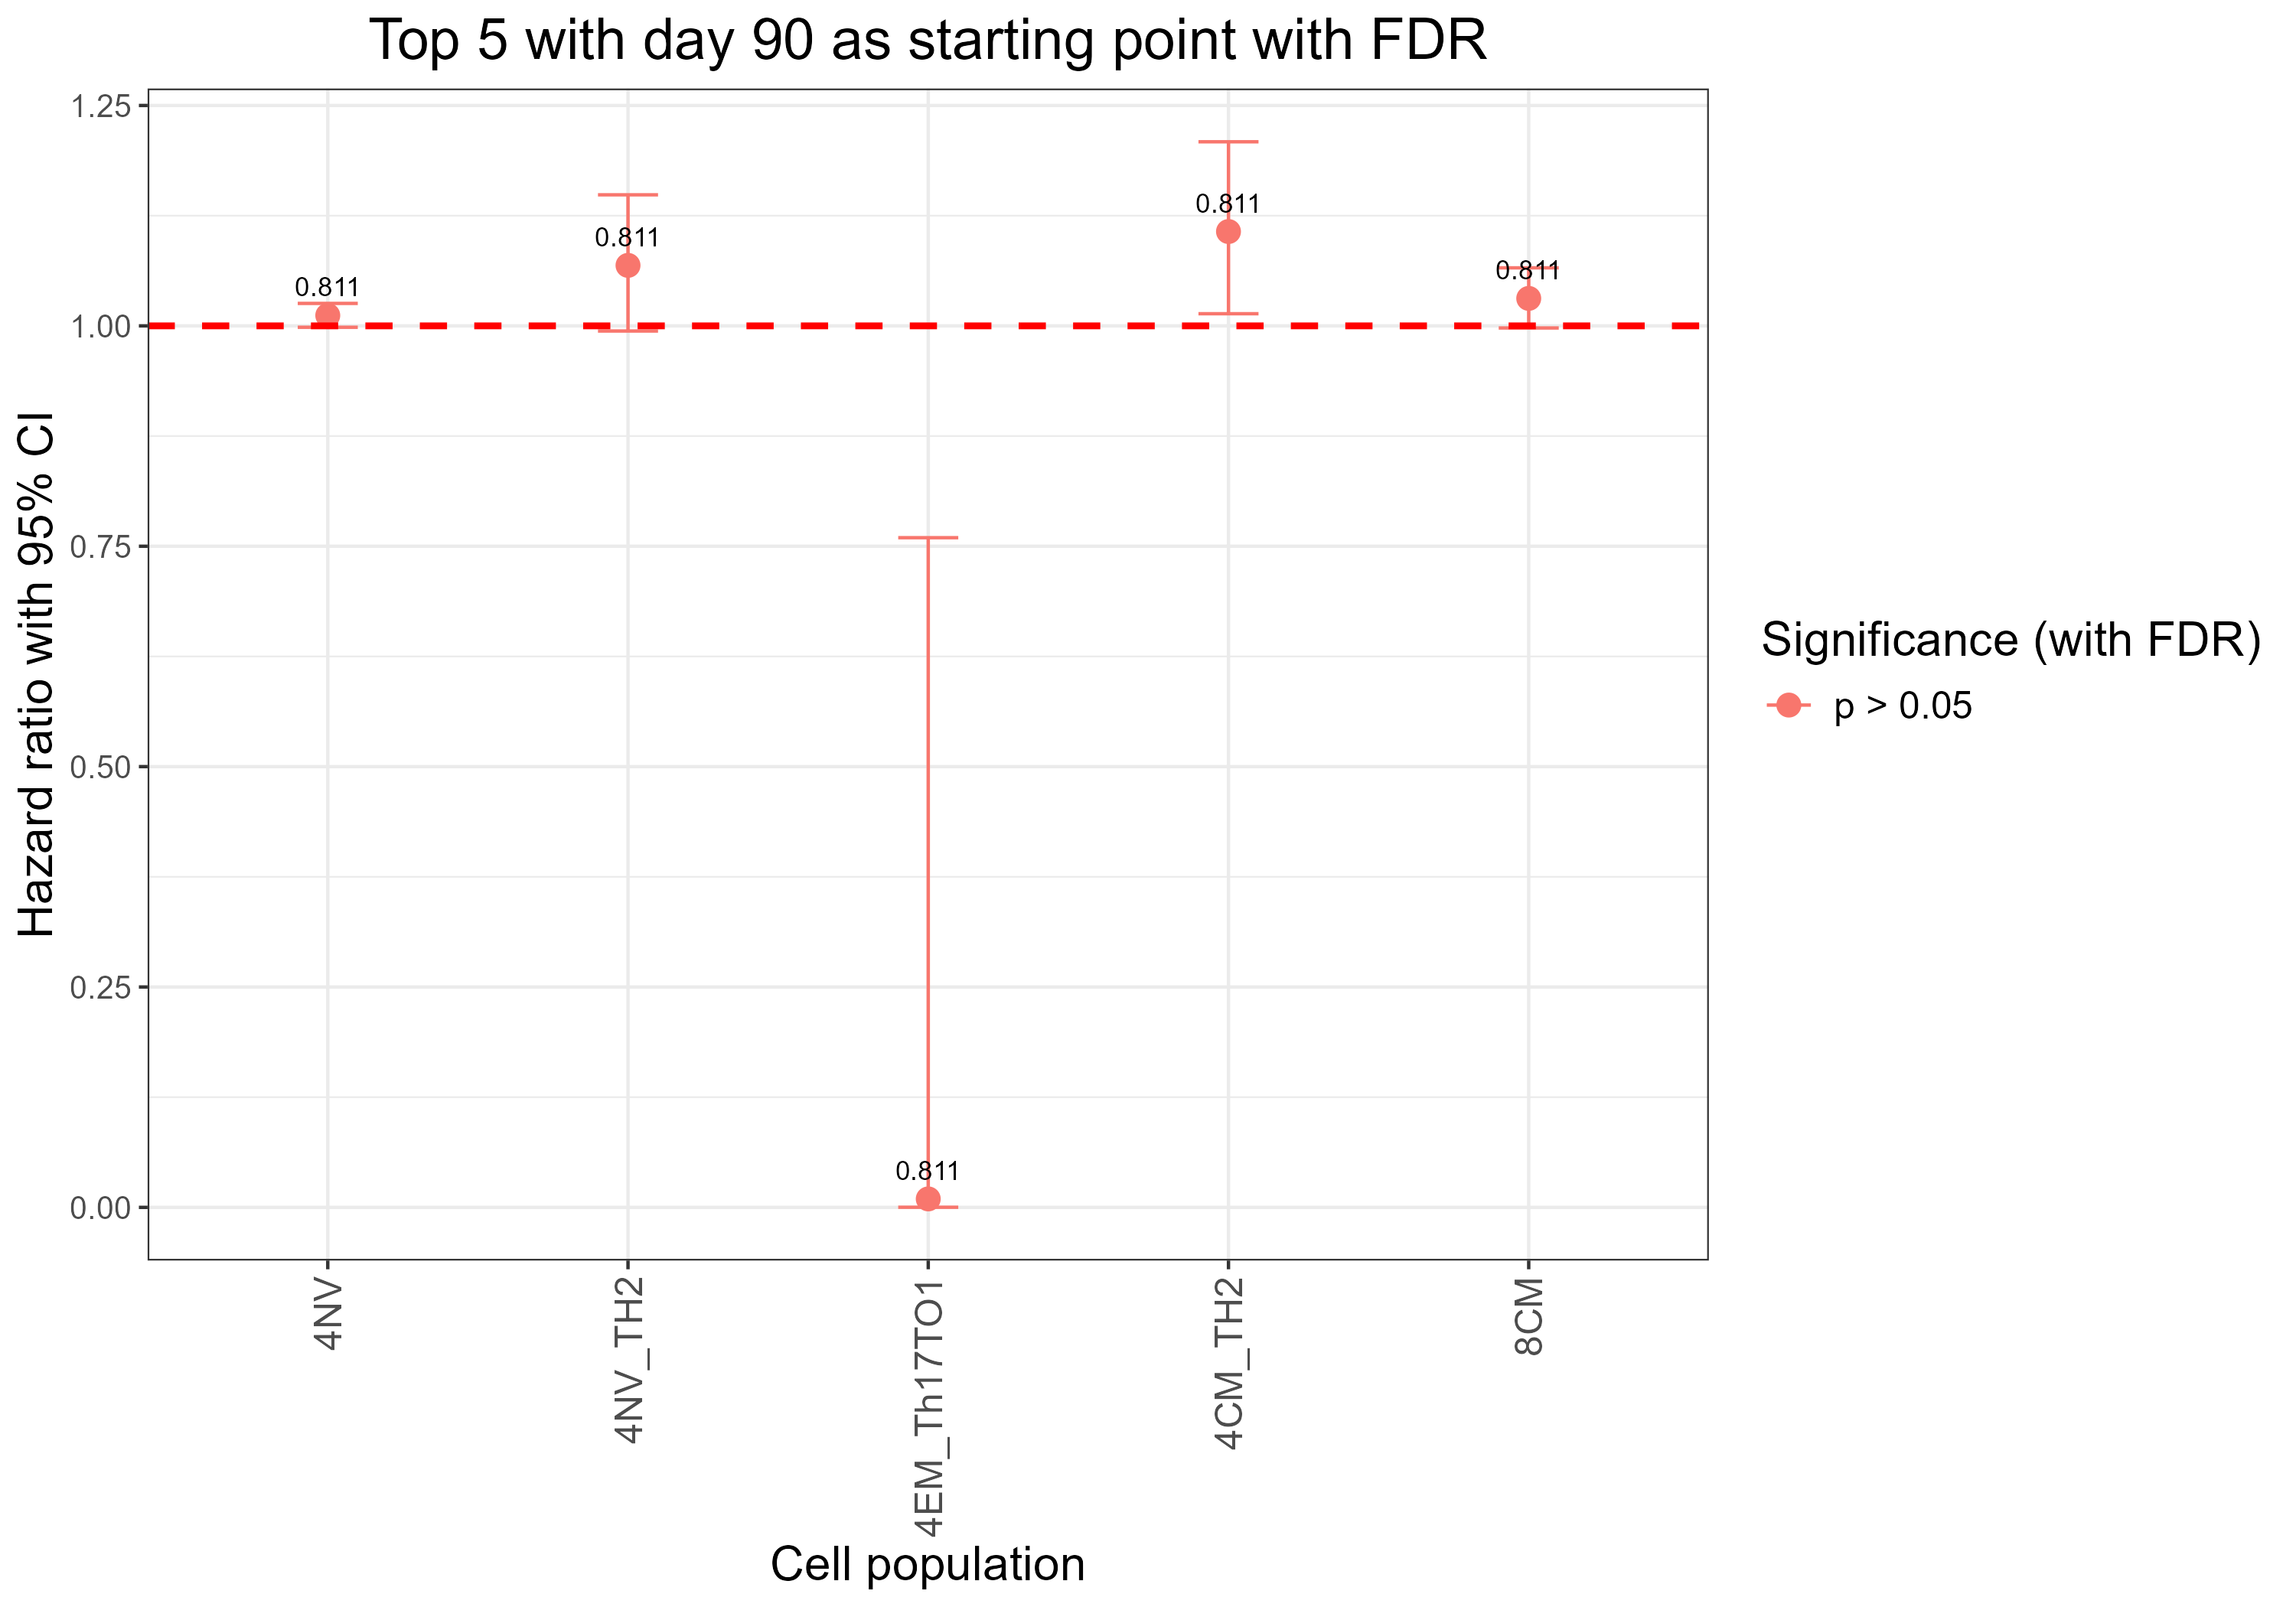 Top 5 with day 90 as starting point with FDR
Hazard ratio with 95% CI
1.25
1.00
0.75
0.50
0.25
0.00
0.811
0.811
0.811
0.811
0.811
4NV
4NV_TH2
4EM_Th17TO1
4CM_TH2
8CM
Cell population
Significance (with FDR)
p > 0.05